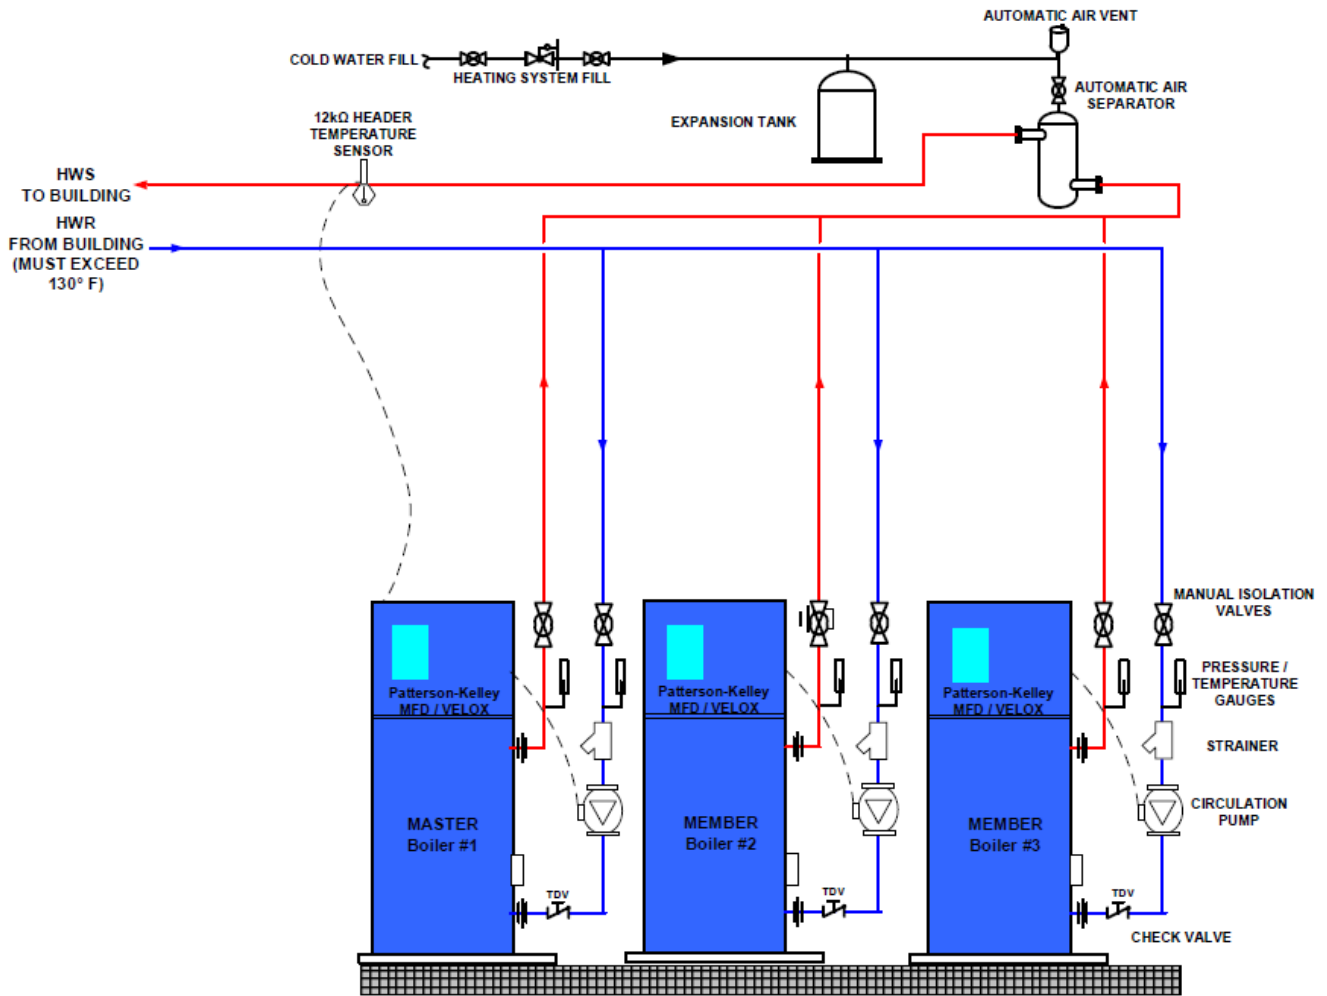 AUTOMATIC AIR VENT
COLD WATER FILL
HEATING SYSTEM FILL
AUTOMATIC AIR
SEPARATOR
EXPANSION TANK
12kΩ HEADER
TEMPERATURE
SENSOR
HWS
TO BUILDING
HWR
FROM BUILDING
(MUST EXCEED
130° F)
MANUAL ISOLATION
VALVES
PRESSURE /
TEMPERATURE
GAUGES
STRAINER
CIRCULATION
PUMP
Patterson-Kelley
MFD / VELOX
MASTER
Boiler #1
TDV
Patterson-Kelley
MFD / VELOX
MEMBER
Boiler #2
TDV
Patterson-Kelley
MFD / VELOX
MEMBER
Boiler #3
TDV
CHECK VALVE